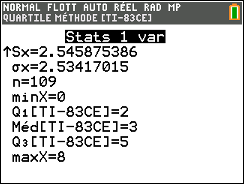 NORMAL FLOTT AUTO RÉEL RAD MP
QUARTILE MÉTHODE [TI-83CE]
Stats 1 var
↑Sx=2.545875386
σx=2.53417015
n=109
minX=0
Q₁[TI-83CE]=2
Méd[TI-83CE]=3
Q₃[TI-83CE]=5
maxX=8